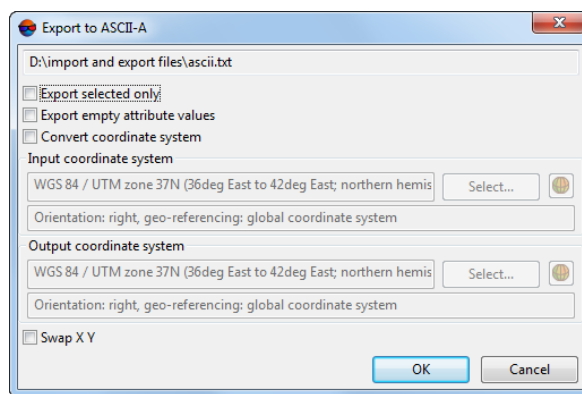 Export to ASCII-A
D:\import and export files\ascii.txt
Export selected only
Export empty attribute values
Convert coordinate system
Input coordinate system
WGS 84 / UTM zone 37N (36deg East to 42deg East; northern hemis
Select...
Orientation: right, geo-referencing: global coordinate system
Output coordinate system
WGS 84 / UTM zone 37N (36deg East to 42deg East; northern hemis
Select...
Orientation: right, geo-referencing: global coordinate system
Swap X Y
OK
Cancel